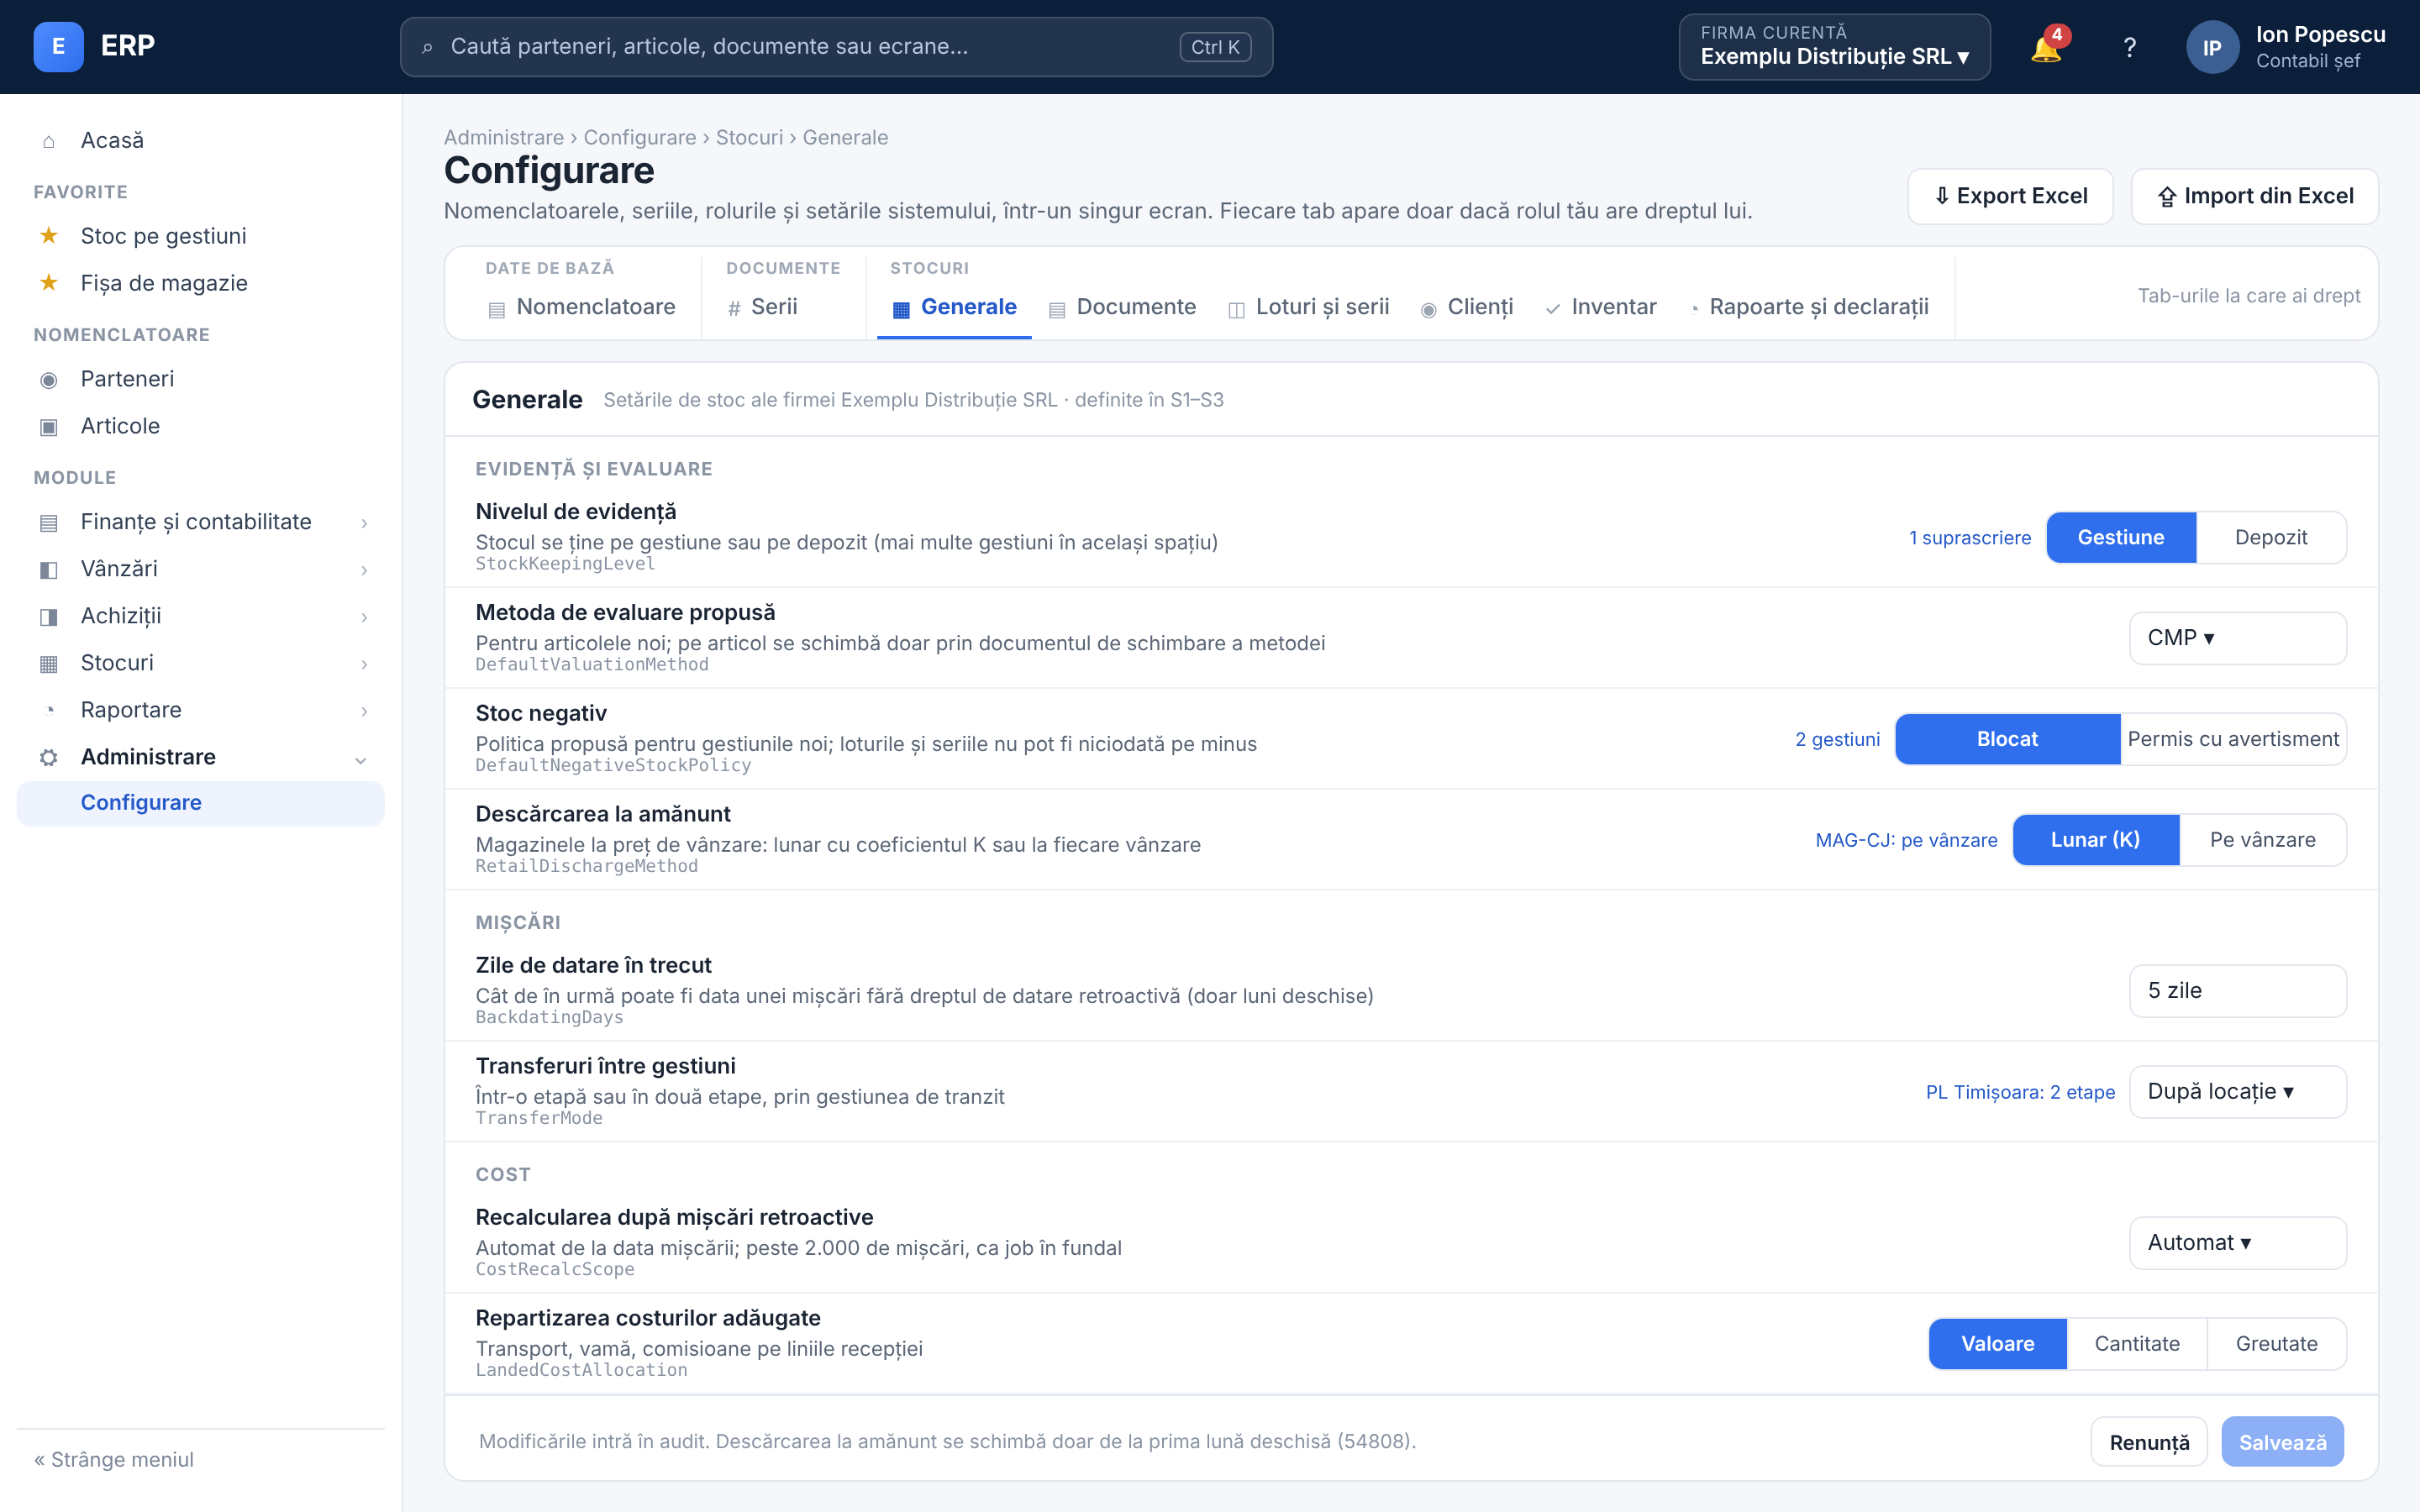 E ERP
Caută parteneri, articole, documente sau ecrane... Ctrl K
FIRMA CURENTĂ
Exemplu Distribuție SRL ▾
4
?
IP
Ion Popescu
Contabil șef
Acasă
FAVORITE
Stoc pe gestiuni
Fișa de magazie
NOMENCLATOARE
Parteneri
Articole
MODULE
Finanțe și contabilitate ›
Vânzări ›
Achiziții ›
Stocuri ›
Raportare ›
Administrare
Configurare
« Strânge meniul
Administrare › Configurare › Stocuri › Generale
Configurare
Nomenclatoarele, seriile, rolurile și setările sistemului, într-un singur ecran. Fiecare tab apare doar dacă rolul tău are dreptul lui.
⇩ Export Excel
Import din Excel
DATE DE BAZĂ
Nomenclatoare
DOCUMENTE
# Serii
STOCURI
Generale
Documente
Loturi și serii
Clienți
✓ Inventar
Rapoarte și declarații
Tab-urile la care ai drept
Generale Setările de stoc ale firmei Exemplu Distribuție SRL · definite în S1–S3
EVIDENȚĂ ȘI EVALUARE
Nivelul de evidență
Stocul se ține pe gestiune sau pe depozit (mai multe gestiuni în același spațiu)
StockKeepingLevel
1 suprascriere Gestiune Depozit
Metoda de evaluare propusă
Pentru articolele noi; pe articol se schimbă doar prin documentul de schimbare a metodei
DefaultValuationMethod
CMP ▾
Stoc negativ
Politica propusă pentru gestiunile noi; loturile și seriile nu pot fi niciodată pe minus
DefaultNegativeStockPolicy
2 gestiuni Blocat Permis cu avertisment
Descărcarea la amănunt
Magazinele la preț de vânzare: lunar cu coeficientul K sau la fiecare vânzare
RetailDischargeMethod
MAG-CJ: pe vânzare Lunar (K) Pe vânzare
MIȘCĂRI
Zile de datare în trecut
Cât de în urmă poate fi data unei mișcări fără dreptul de datare retroactivă (doar luni deschise)
BackdatingDays
5 zile
Transferuri între gestiuni
Într-o etapă sau în două etape, prin gestiunea de tranzit
TransferMode
PL Timișoara: 2 etape După locație ▾
COST
Recalcularea după mișcări retroactive
Automat de la data mișcării; peste 2.000 de mișcări, ca job în fundal
CostRecalcScope
Automat ▾
Repartizarea costurilor adăugate
Transport, vamă, comisioane pe liniile recepției
LandedCostAllocation
Valoare Cantitate Greutate
Modificările intră în audit. Descărcarea la amănunt se schimbă doar de la prima lună deschisă (54808).
Renunță Salvează